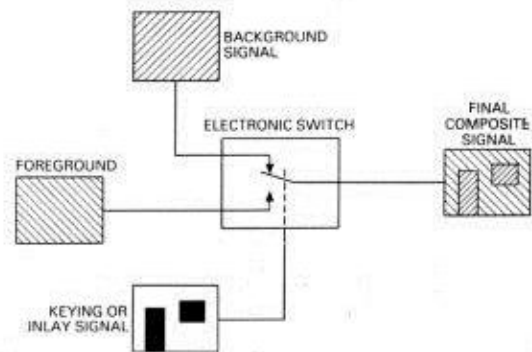 BACKGROUND
SIGNAL
ELECTRONIC SWITCH
FINAL
COMPOSITE
SIGNAL
FOREGROUND
KEYING OR
INLAY SIGNAL